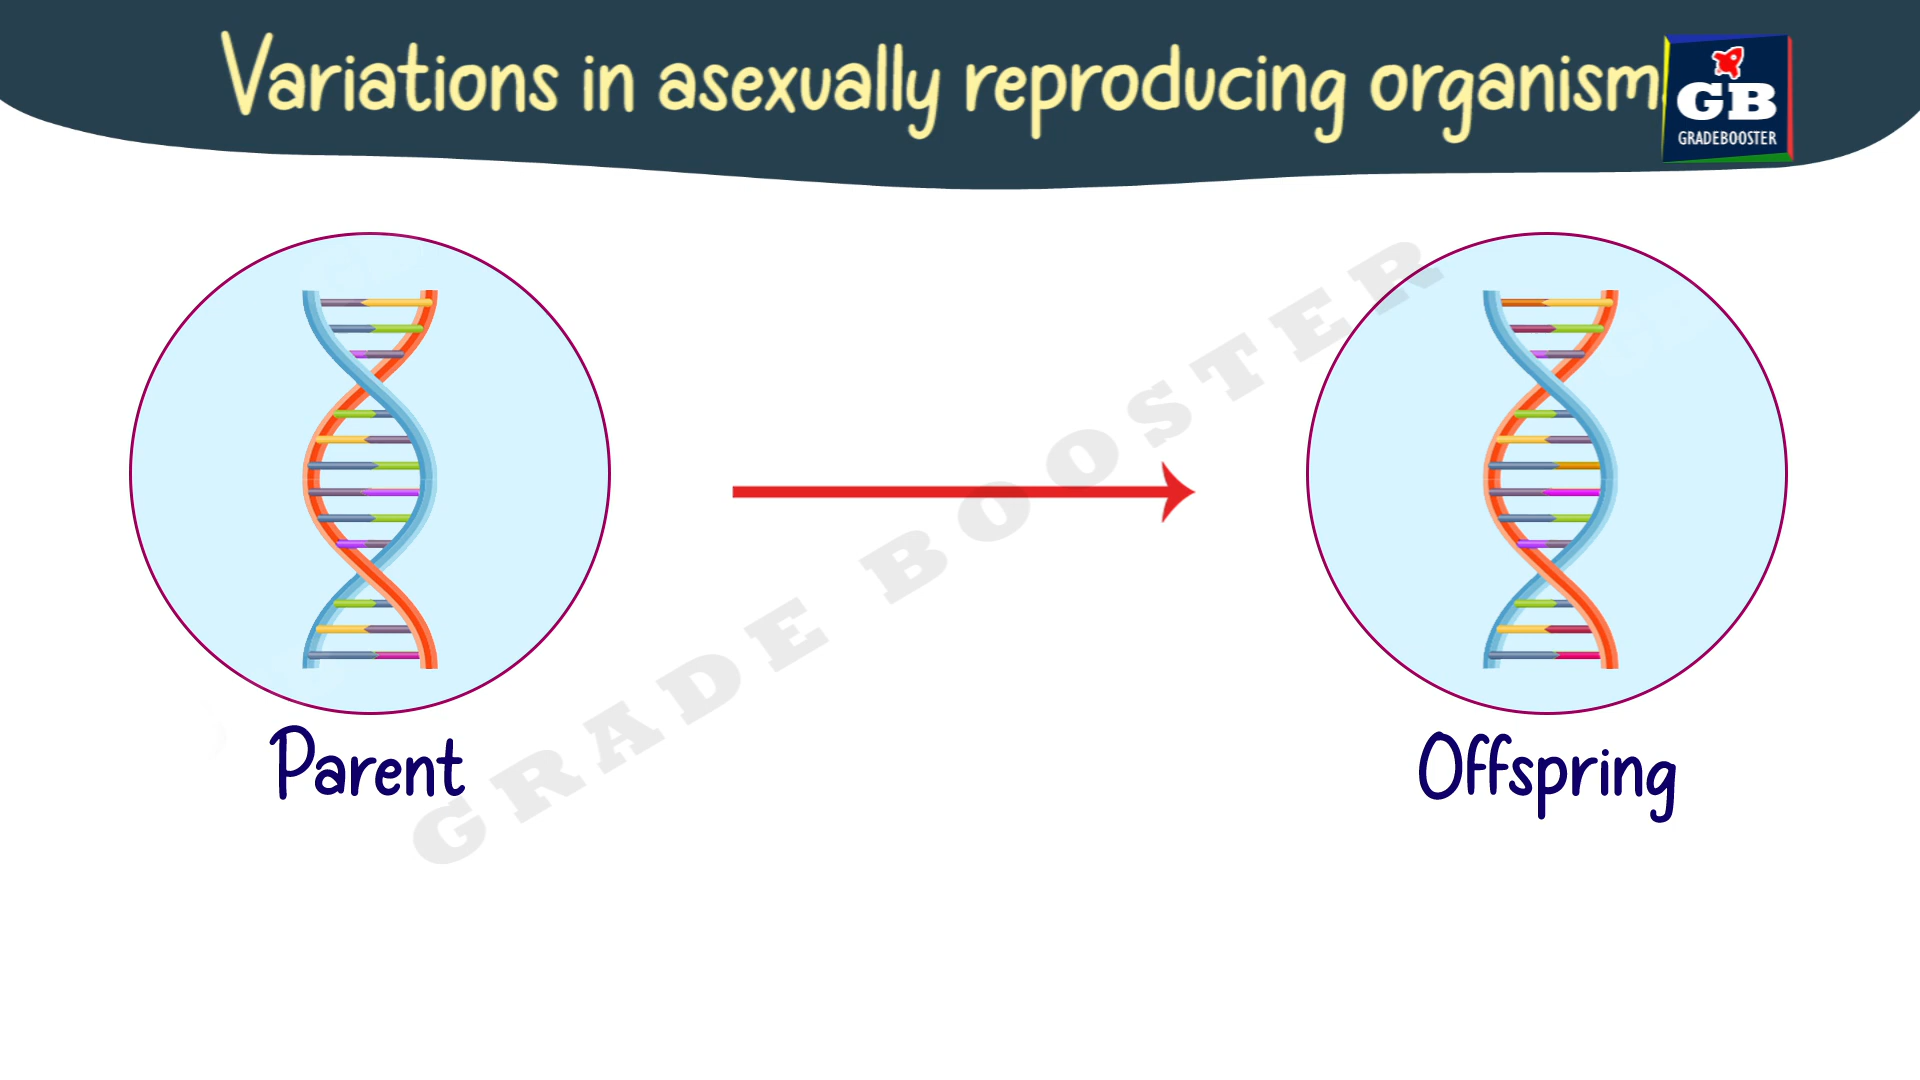 Variations in asexually reproducing organism
GB
GRADEBOOSTER
GRADE BOOSTER
Parent
Offspring